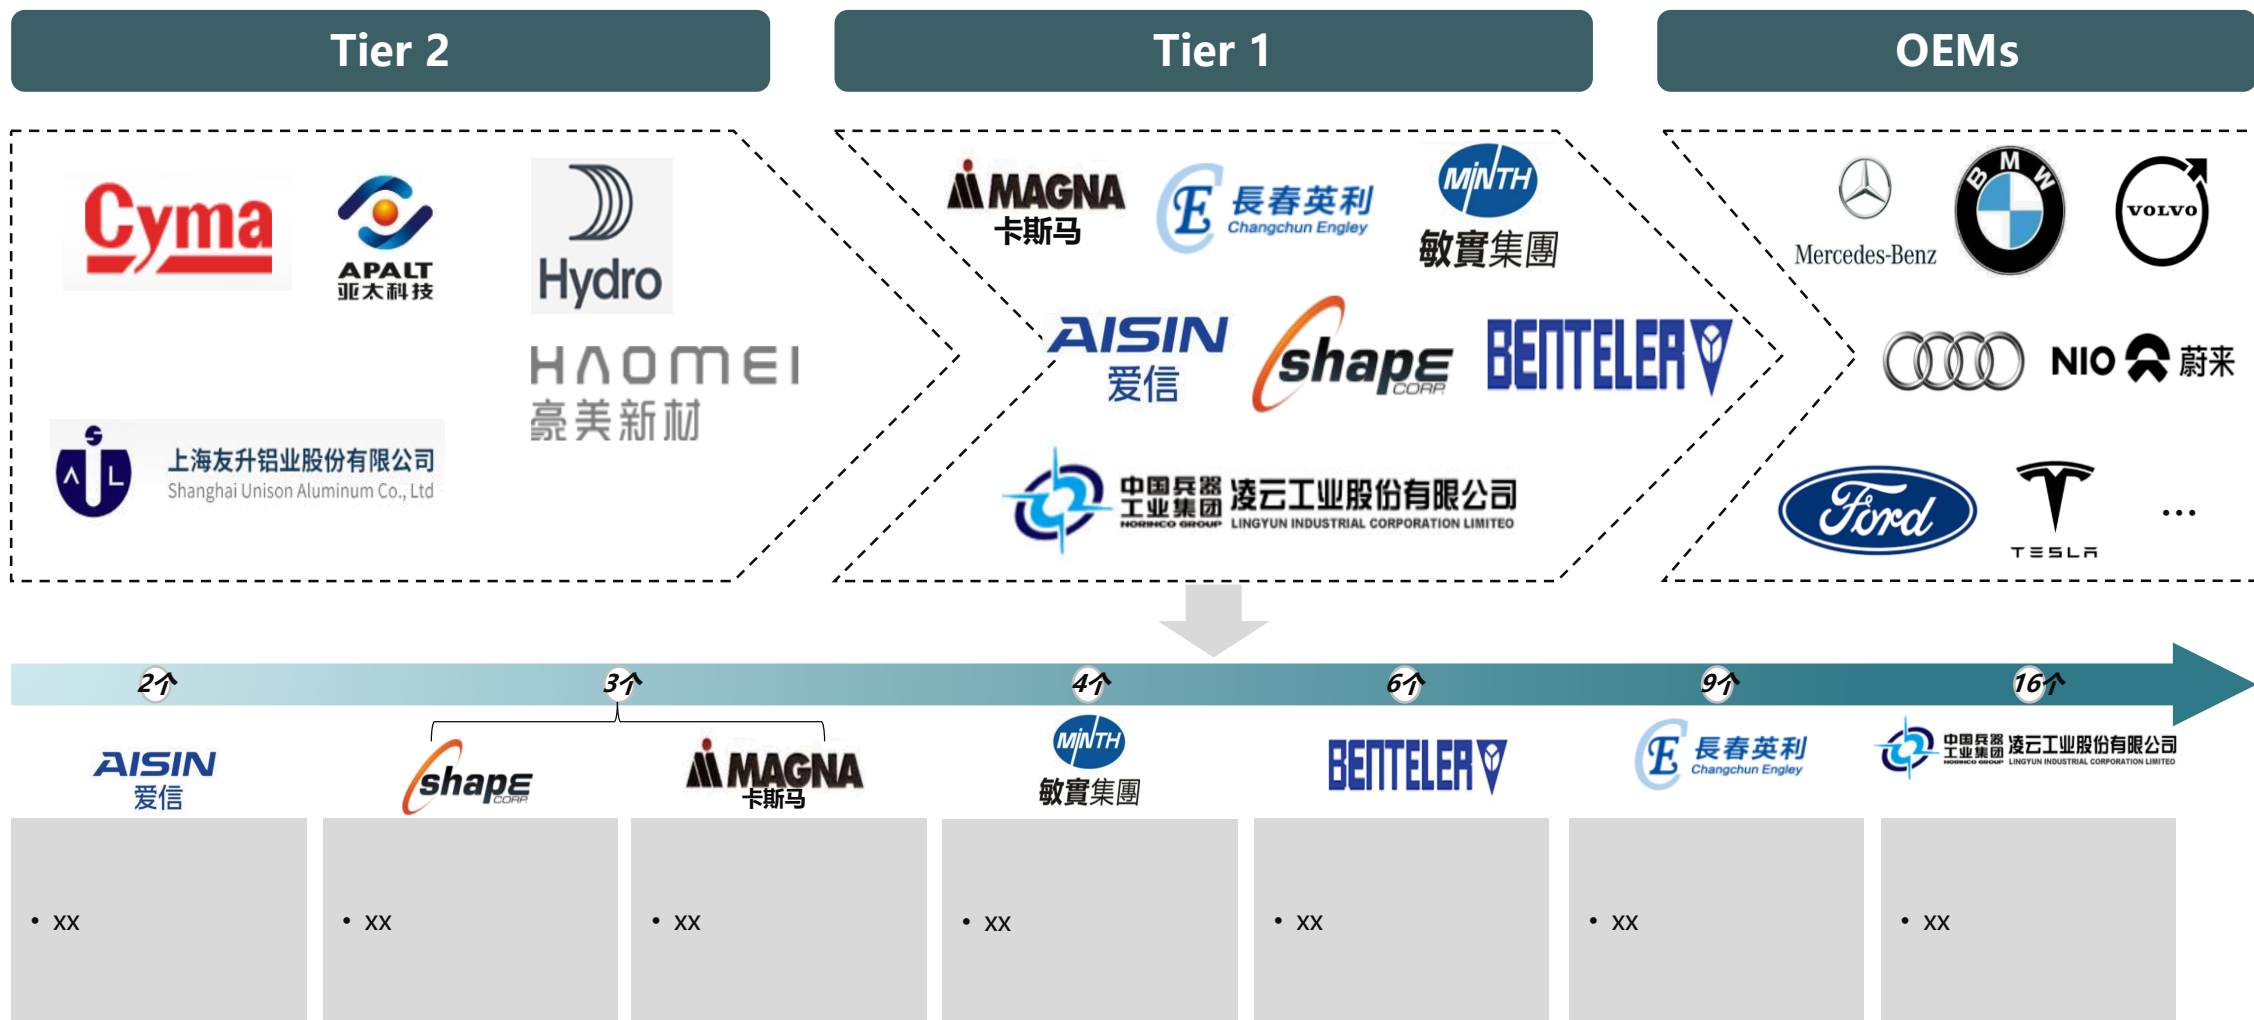 Tier 2
Tier 1
OEMs
Cyma
APALT
亚太科技
Hydro
HAOMEI
豪美新材
S
A L
上海友升铝业股份有限公司
Shanghai Unison Aluminum Co., Ltd
MAGNA
卡斯马
E
長春英利
Changchun Engley
MINTH
敏實集團
AISIN
爱信
shape
CORP.
BENTELER
中国兵器
工业集团
NORINCO GROUP
凌云工业股份有限公司
LINGYUN INDUSTRIAL CORPORATION LIMITEO
Mercedes-Benz
BMW
VOLVO
NIO 蔚来
Ford
TESLA
...
2个
3个
4个
6个
9个
16个
AISIN
爱信
shape
CORP.
MAGNA
卡斯马
MINTH
敏實集團
BENTELER
E
長春英利
Changchun Engley
中国兵器
工业集团
NORINCO GROUP
凌云工业股份有限公司
LINGYUN INDUSTRIAL CORPORATION LIMITEO
• xx
• xx
• xx
• xx
• xx
• xx
• xx